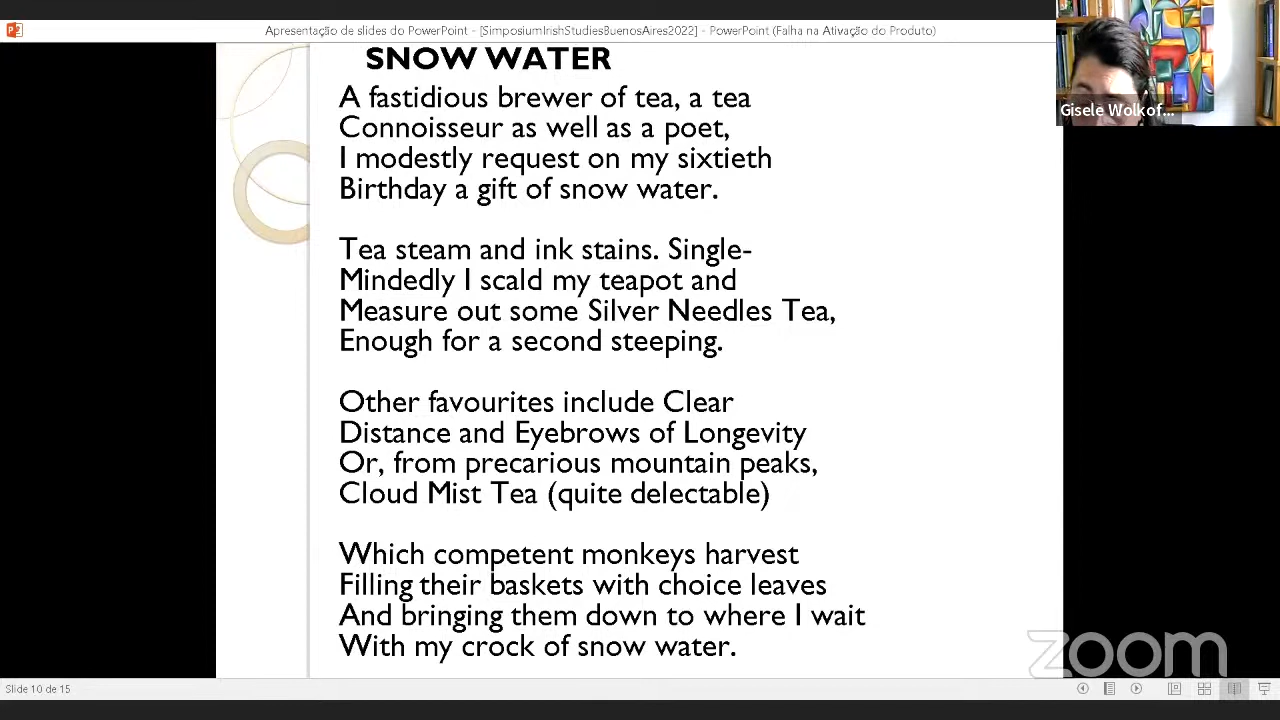 Apresentação de slides do PowerPoint - [SimposiumIrishStudiesBuenosAires2022] - PowerPoint (Falha na Ativação do Produto)
SNOW WATER
A fastidious brewer of tea, a tea
Connoisseur as well as a poet,
I modestly request on my sixtieth
Birthday a gift of snow water.
Tea steam and ink stains. Single-
Mindedly I scald my teapot and
Measure out some Silver Needles Tea,
Enough for a second steeping.
Other favourites include Clear
Distance and Eyebrows of Longevity
Or, from precarious mountain peaks,
Cloud Mist Tea (quite delectable)
Which competent monkeys harvest
Filling their baskets with choice leaves
And bringing them down to where I wait
With my crock of snow water.
Gisele Wolkof...
zoom
Slide 10 de 15